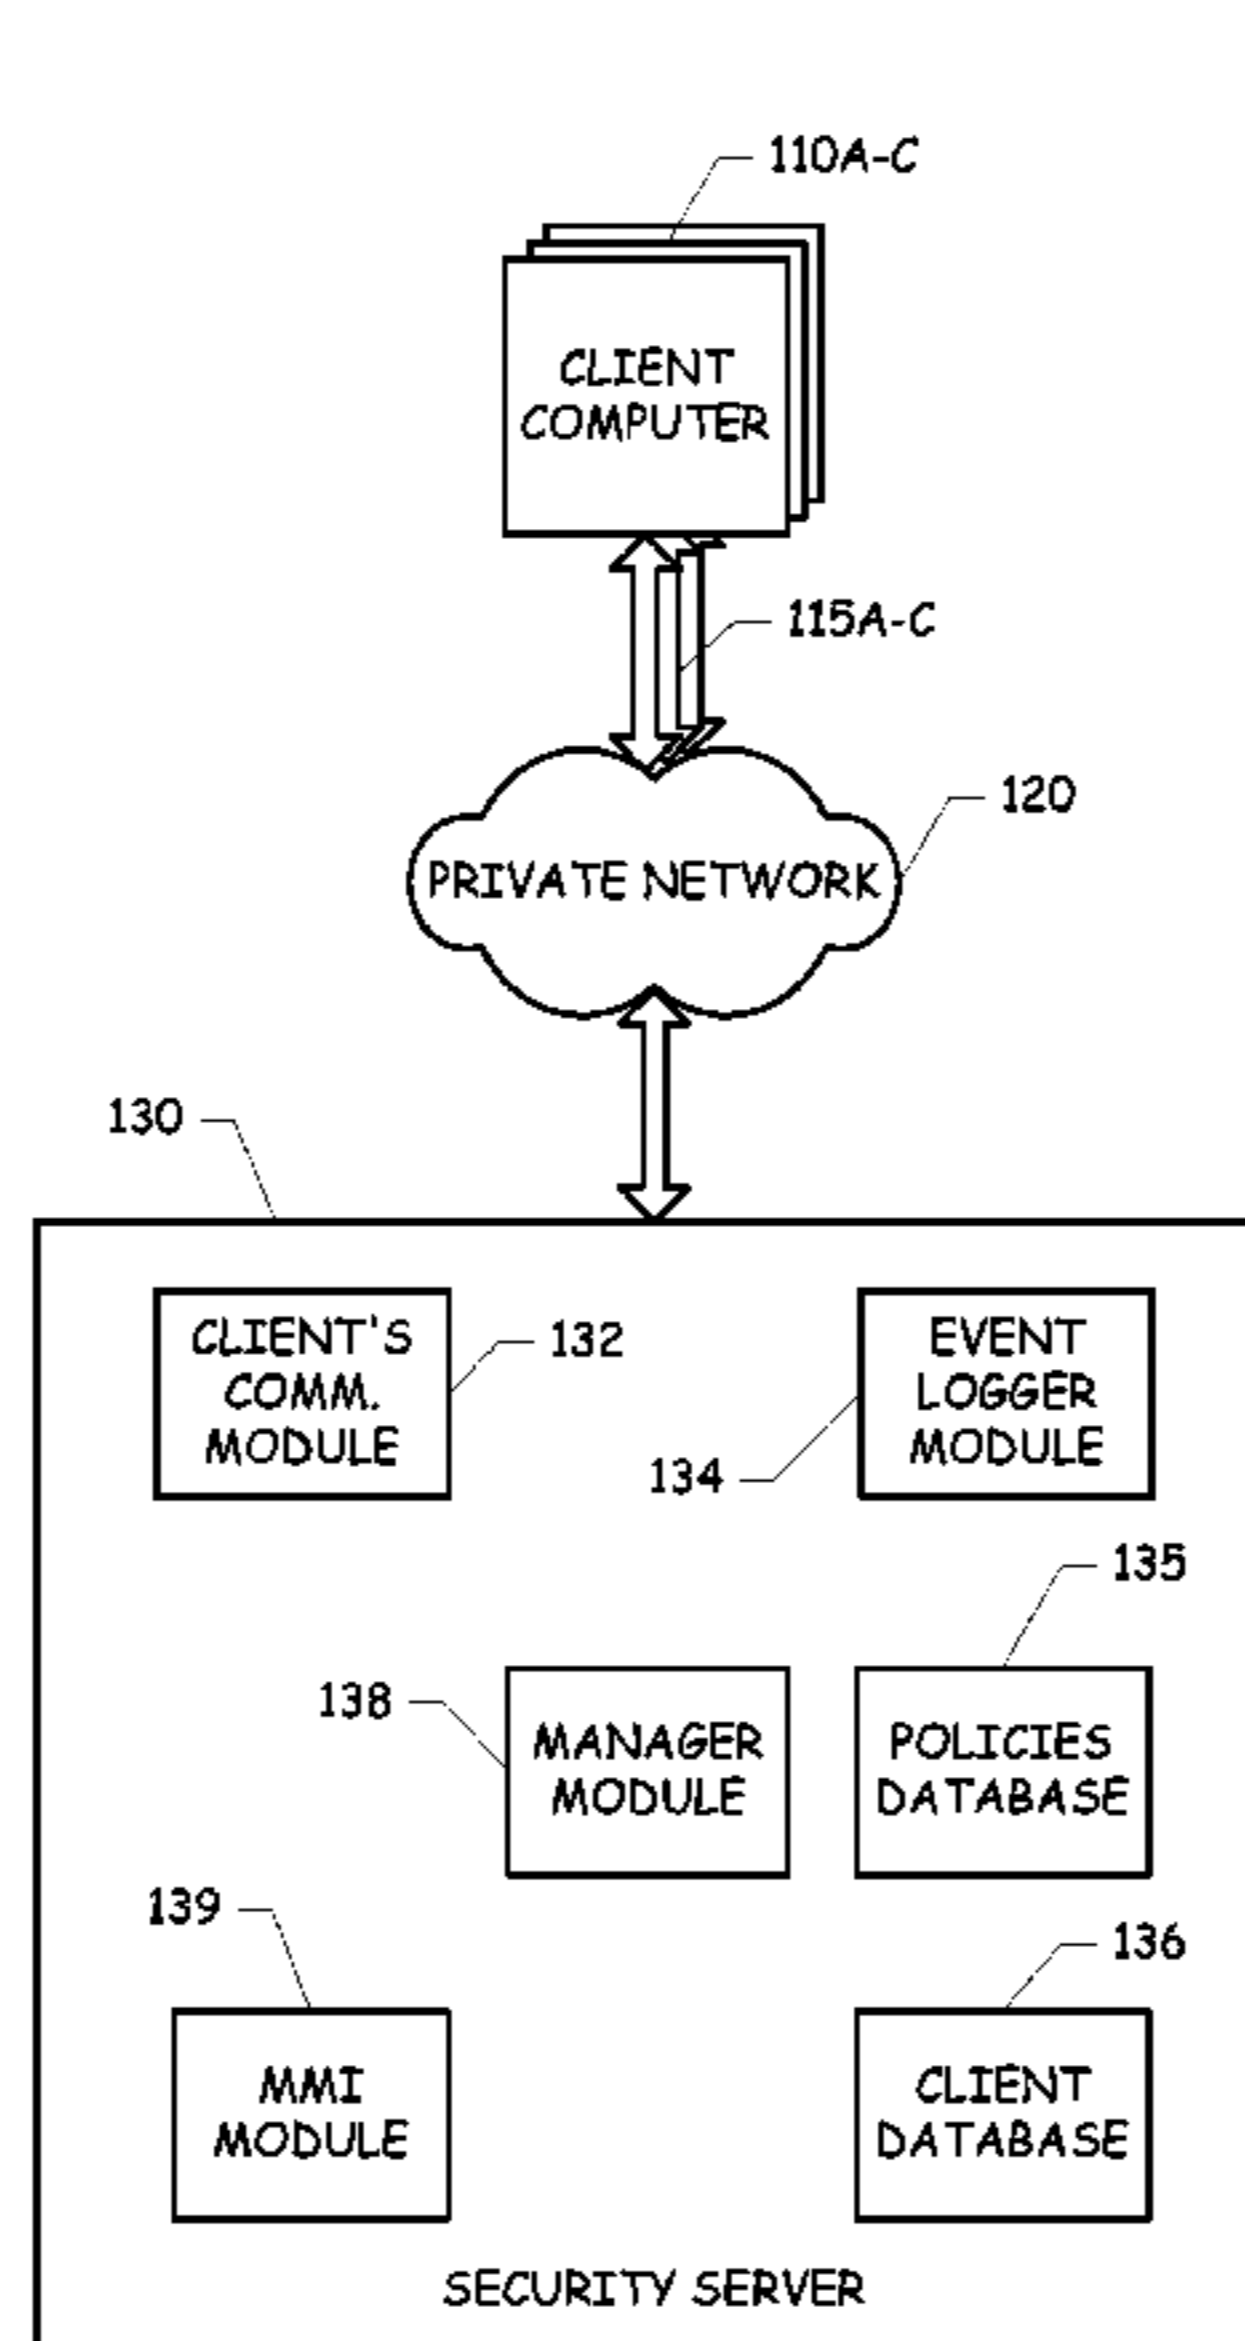 110A-C
CLIENT
COMPUTER
115A-C
120
PRIVATE NETWORK
130
CLIENT'S
COMM.
MODULE
132
EVENT
LOGGER
MODULE
134
135
138
MANAGER
MODULE
POLICIES
DATABASE
139
136
MMI
MODULE
CLIENT
DATABASE
SECURITY SERVER